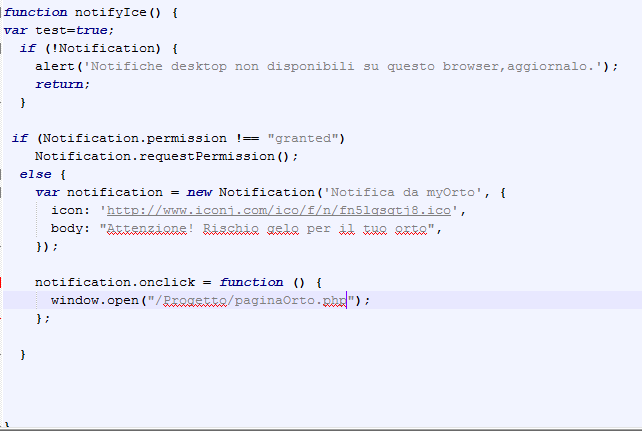 function notifyIce() {
var test=true;
if (!Notification) {
alert('Notifiche desktop non disponibili su questo browser,aggiornalo.');
return;
}
if (Notification.permission !== "granted")
Notification.requestPermission();
else {
var notification = new Notification('Notifica da myOrto', {
icon: 'http://www.iconj.com/ico/f/n/fn5lgsgtj8.ico',
body: "Attenzione! Rischio gelo per il tuo orto",
});
notification.onclick = function () {
window.open("/Progetto/paginaOrto.php");
};
}
}